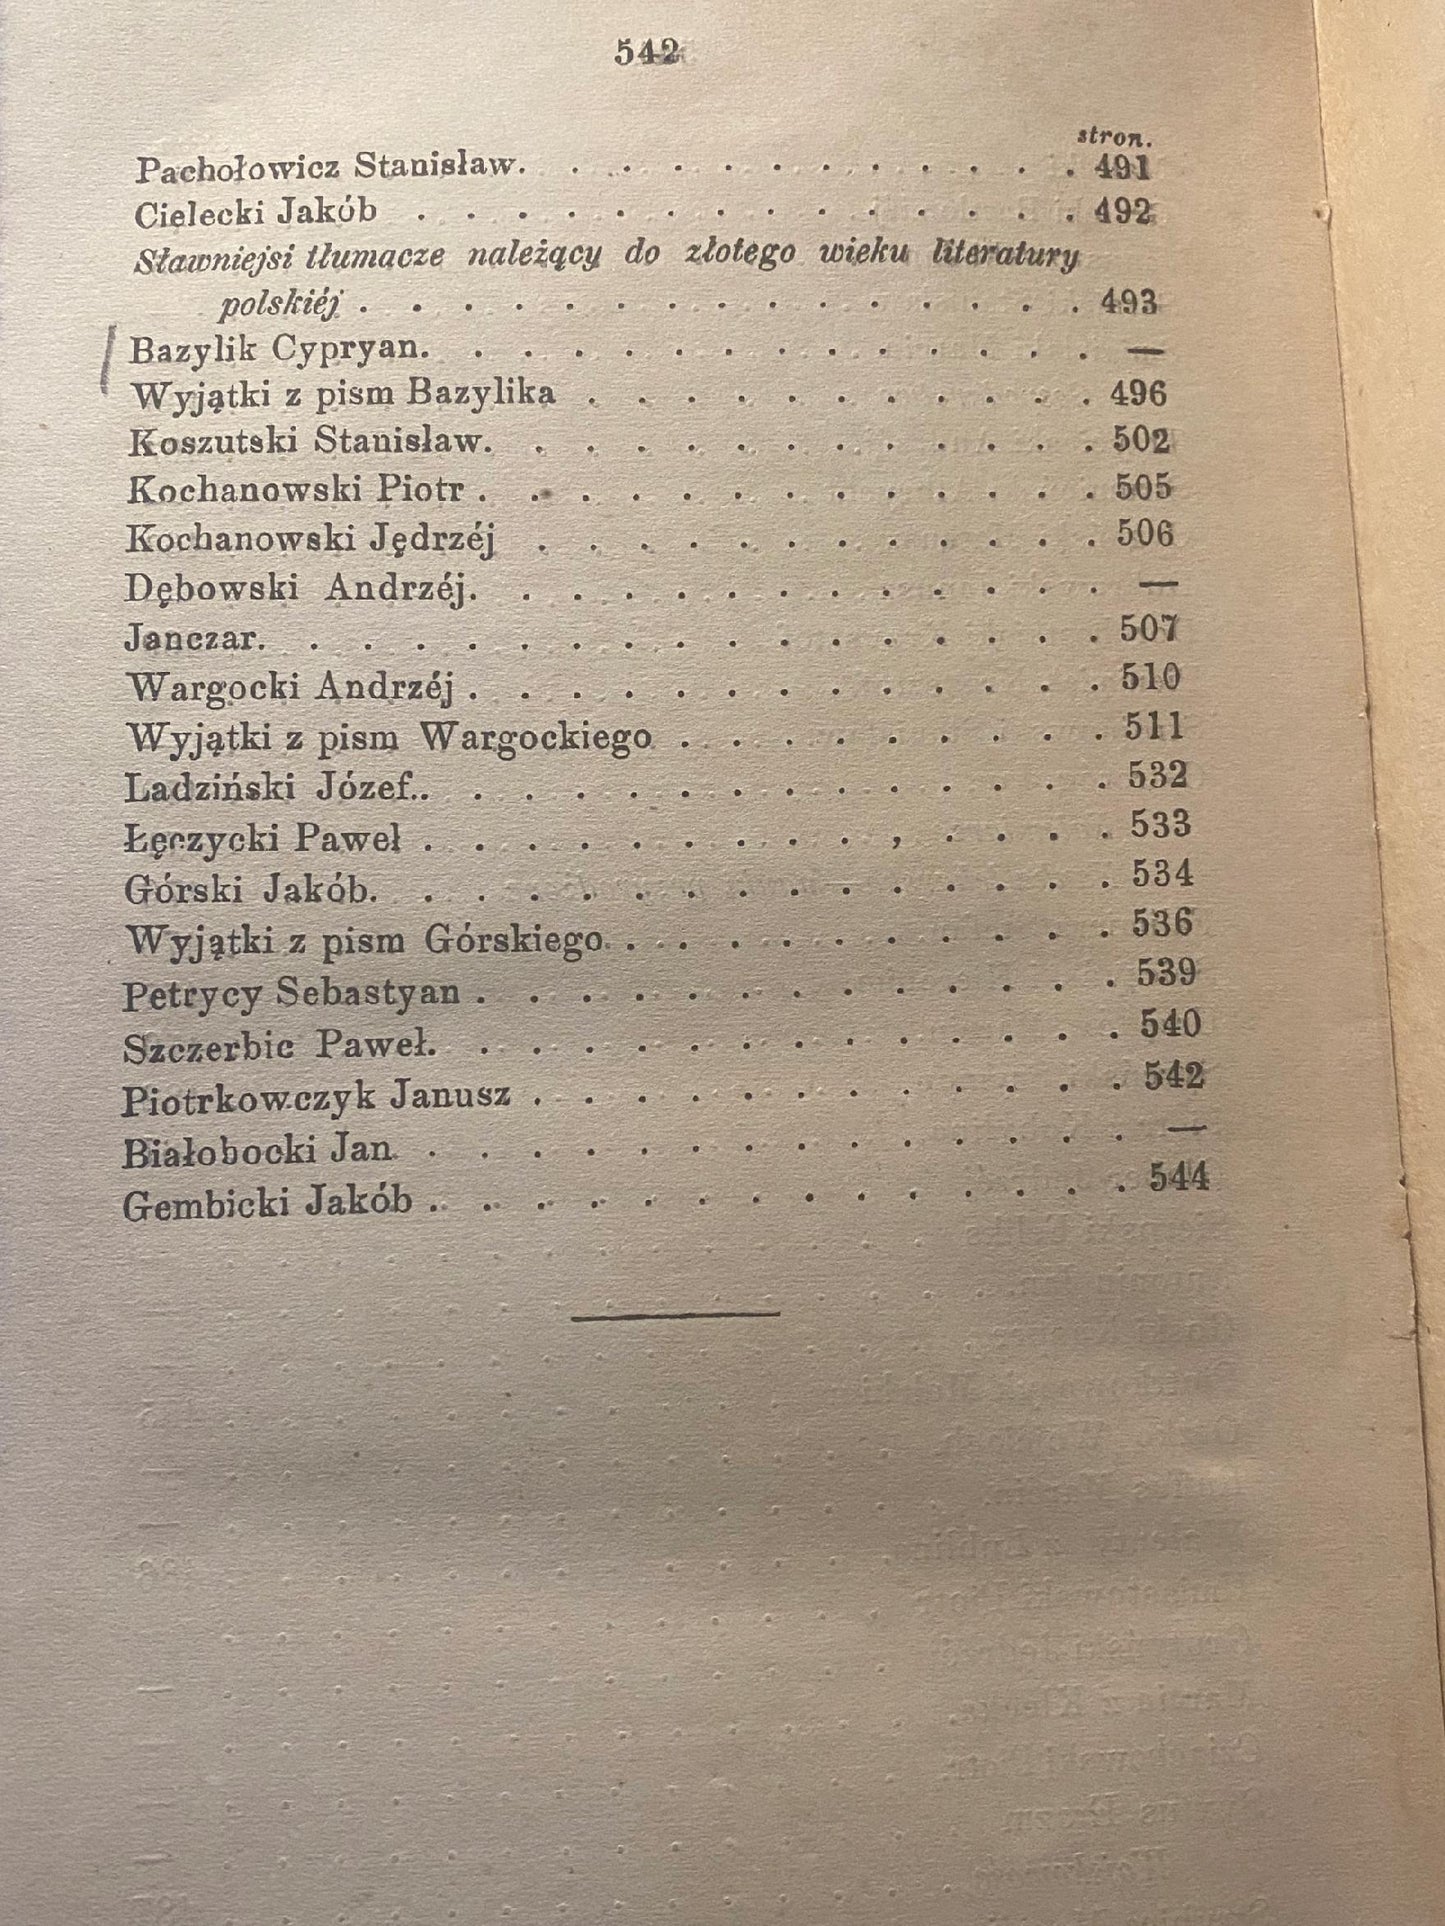 542
stron.
Pachołowicz Stanisław. . . . . . . . . . . . 491
Cielecki Jakób . . . . . . . . . . . . . . 492
Sławniejsi tłumacze należący do złotego wieku literatury
polskiéj . . . . . . . . . . . . . . . 493
Bazylik Cypryan. . . . . . . . . . . . . . —
Wyjątki z pism Bazylika . . . . . . . . . . . 496
Koszutski Stanisław. . . . . . . . . . . . . 502
Kochanowski Piotr . . . . . . . . . . . . . 505
Kochanowski Jędrzéj . . . . . . . . . . . . 506
Dębowski Andrzéj. . . . . . . . . . . . . —
Janczar. . . . . . . . . . . . . . . . . 507
Wargocki Andrzéj . . . . . . . . . . . . . 510
Wyjątki z pism Wargockiego . . . . . . . . . 511
Ładziński Józef.. . . . . . . . . . . . . . 532
Łęczycki Paweł . . . . . . . . . , . . . . 533
Górski Jakób. . . . . . . . . . . . . . . 534
Wyjątki z pism Górskiego. . . . . . . . . . . 536
Petrycy Sebastyan . . . . . . . . . . . . . 539
Szczerbic Paweł. . . . . . . . . . . . . . 540
Piotrkowczyk Janusz . . . . . . . . . . . . 542
Białobocki Jan . . . . . . . . . . . . . . —
Gembicki Jakób . . . . . . . . . . . . . . 544